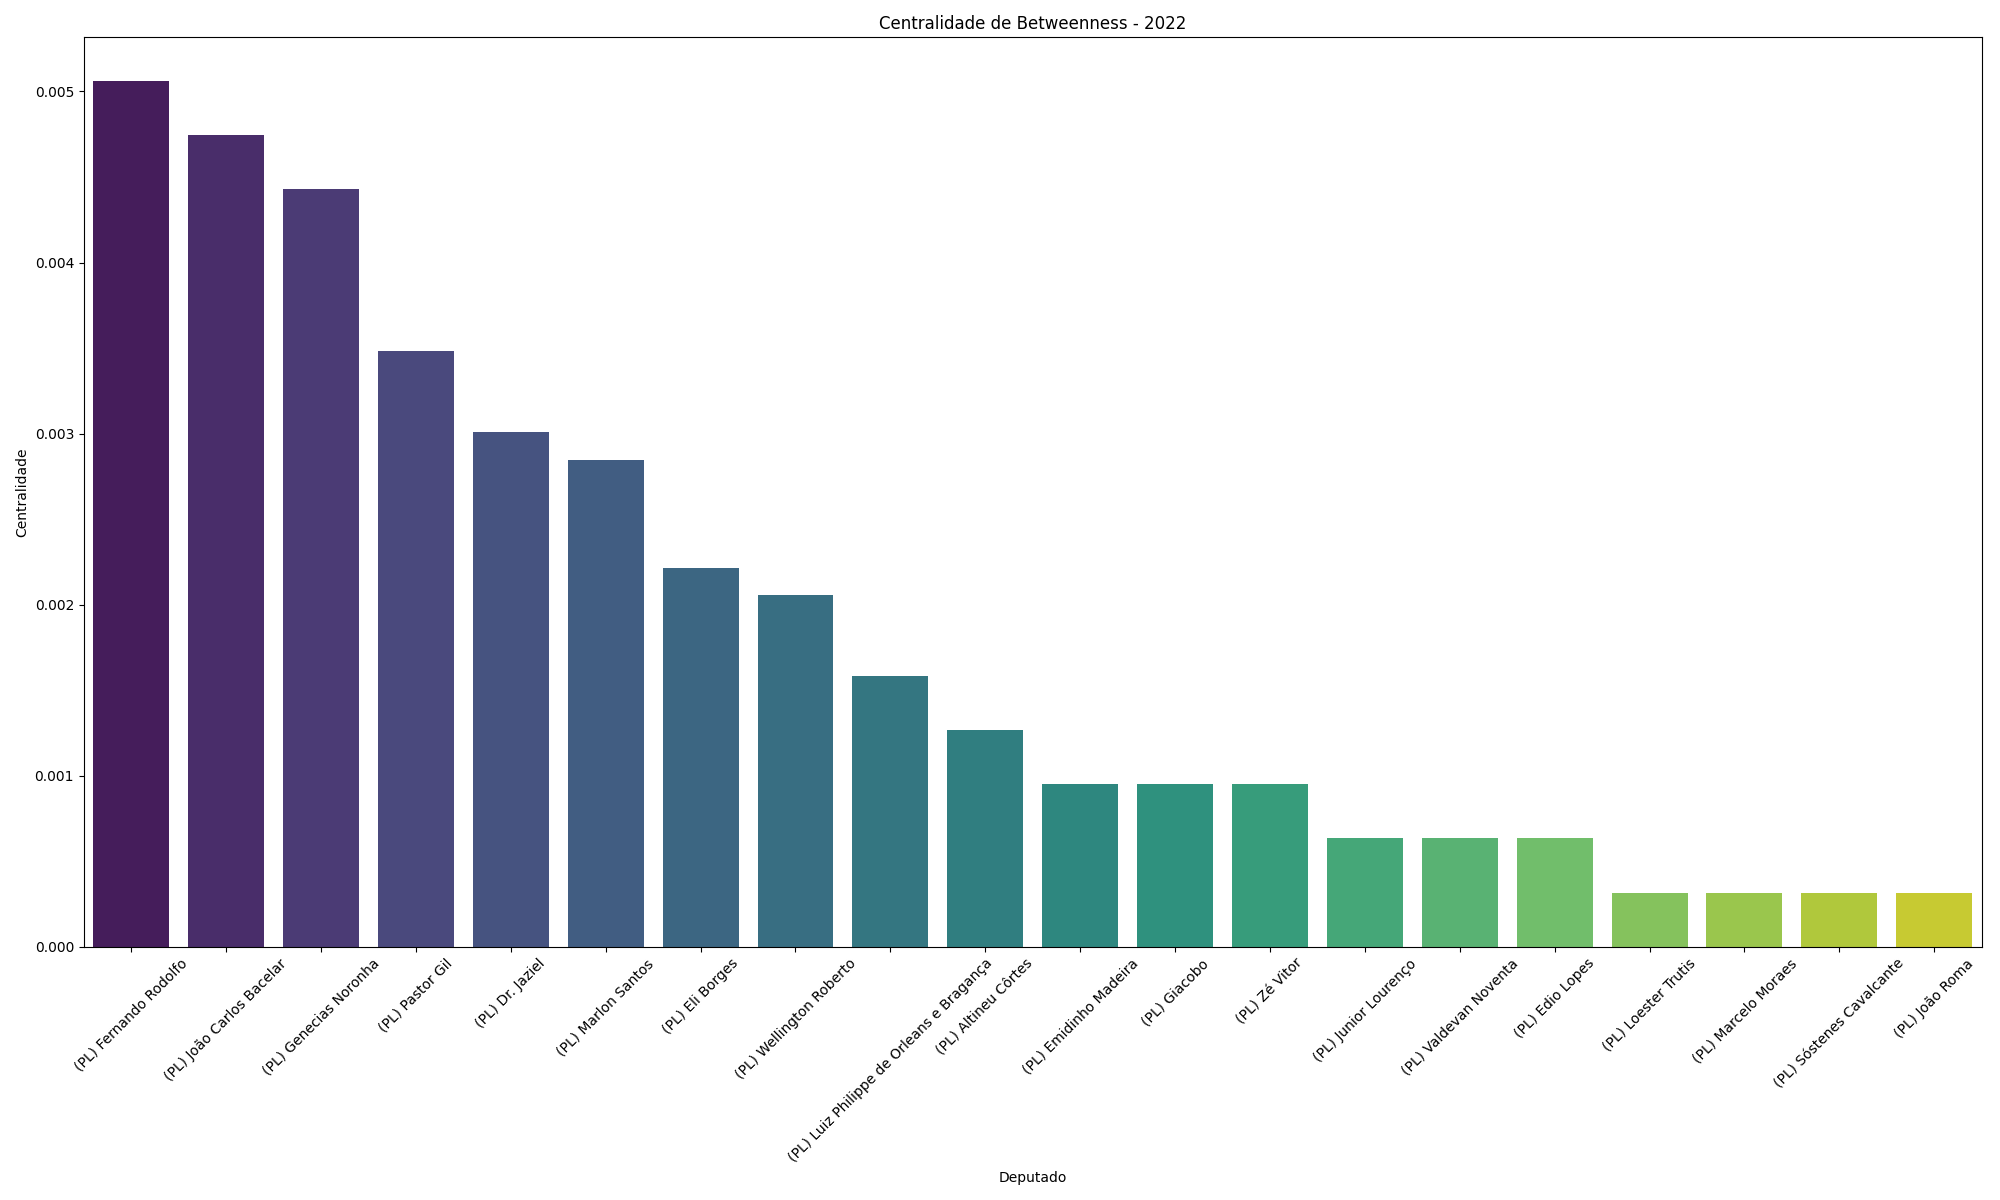 Centralidade de Betweenness - 2022
Centralidade
0.005
0.004
0.003
0.002
0.001
0.000
(PL) Fernando Rodolfo
(PL) João Carlos Bacelar
(PL) Genecias Noronha
(PL) Pastor Gil
(PL) Dr. Jaziel
(PL) Marlon Santos
(PL) Eli Borges
(PL) Wellington Roberto
(PL) Luiz Philippe de Orleans e Bragança
(PL) Altineu Côrtes
(PL) Emidinho Madeira
(PL) Giacobo
(PL) Zé Vitor
(PL) Junior Lourenço
(PL) Valdevan Noventa
(PL) Edio Lopes
(PL) Loester Trutis
(PL) Marcelo Moraes
(PL) Sóstenes Cavalcante
(PL) João Roma
Deputado